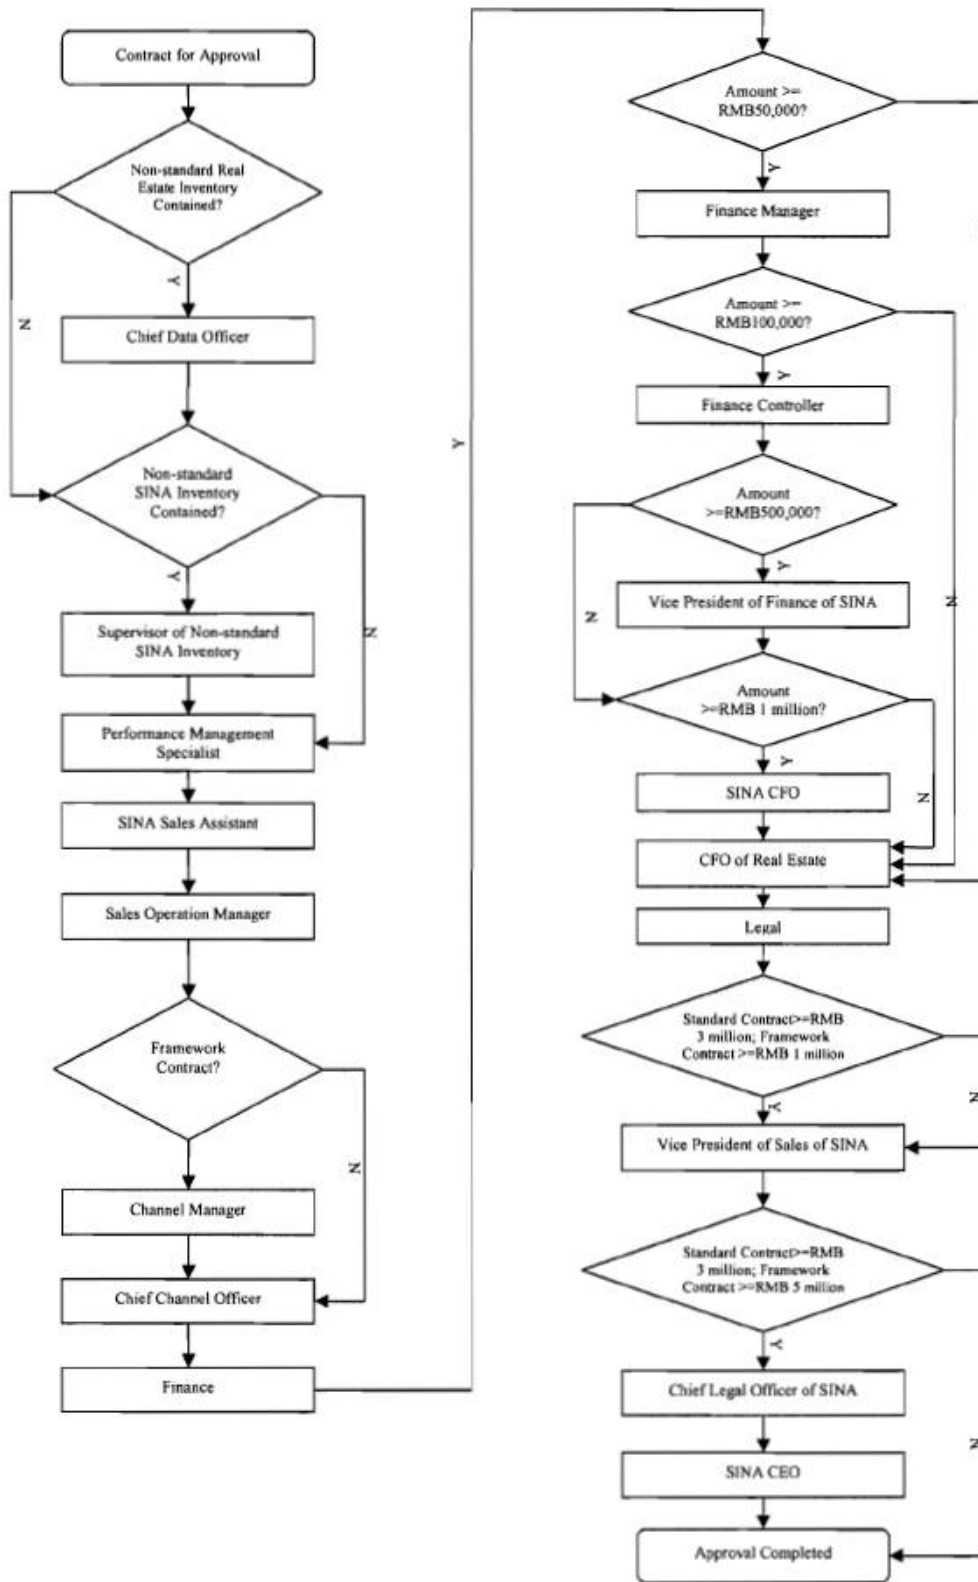 Contract for Approval
Non-standard Real
Estate Inventory
Contained?
N
Y
Chief Data Officer
Non-standard
SINA Inventory
Contained?
Y
N
Supervisor of Non-standard
SINA Inventory
Performance Management
Specialist
SINA Sales Assistant
Sales Operation Manager
Framework
Contract?
N
Channel Manager
Chief Channel Officer
Finance
Y
Amount >=
RMB50,000?
Y
Finance Manager
Amount >=
RMB100,000?
Y
Finance Controller
Amount
>=RMB500,000?
Y
N
N
Vice President of Finance of SINA
Amount
>=RMB 1 million?
Y
N
SINA CFO
CFO of Real Estate
Legal
Standard Contract>=RMB
3 million; Framework
Contract >=RMB 1 million
Y
N
Vice President of Sales of SINA
Standard Contract>=RMB
3 million; Framework
Contract >=RMB 5 million
Y
Chief Legal Officer of SINA
N
SINA CEO
Approval Completed